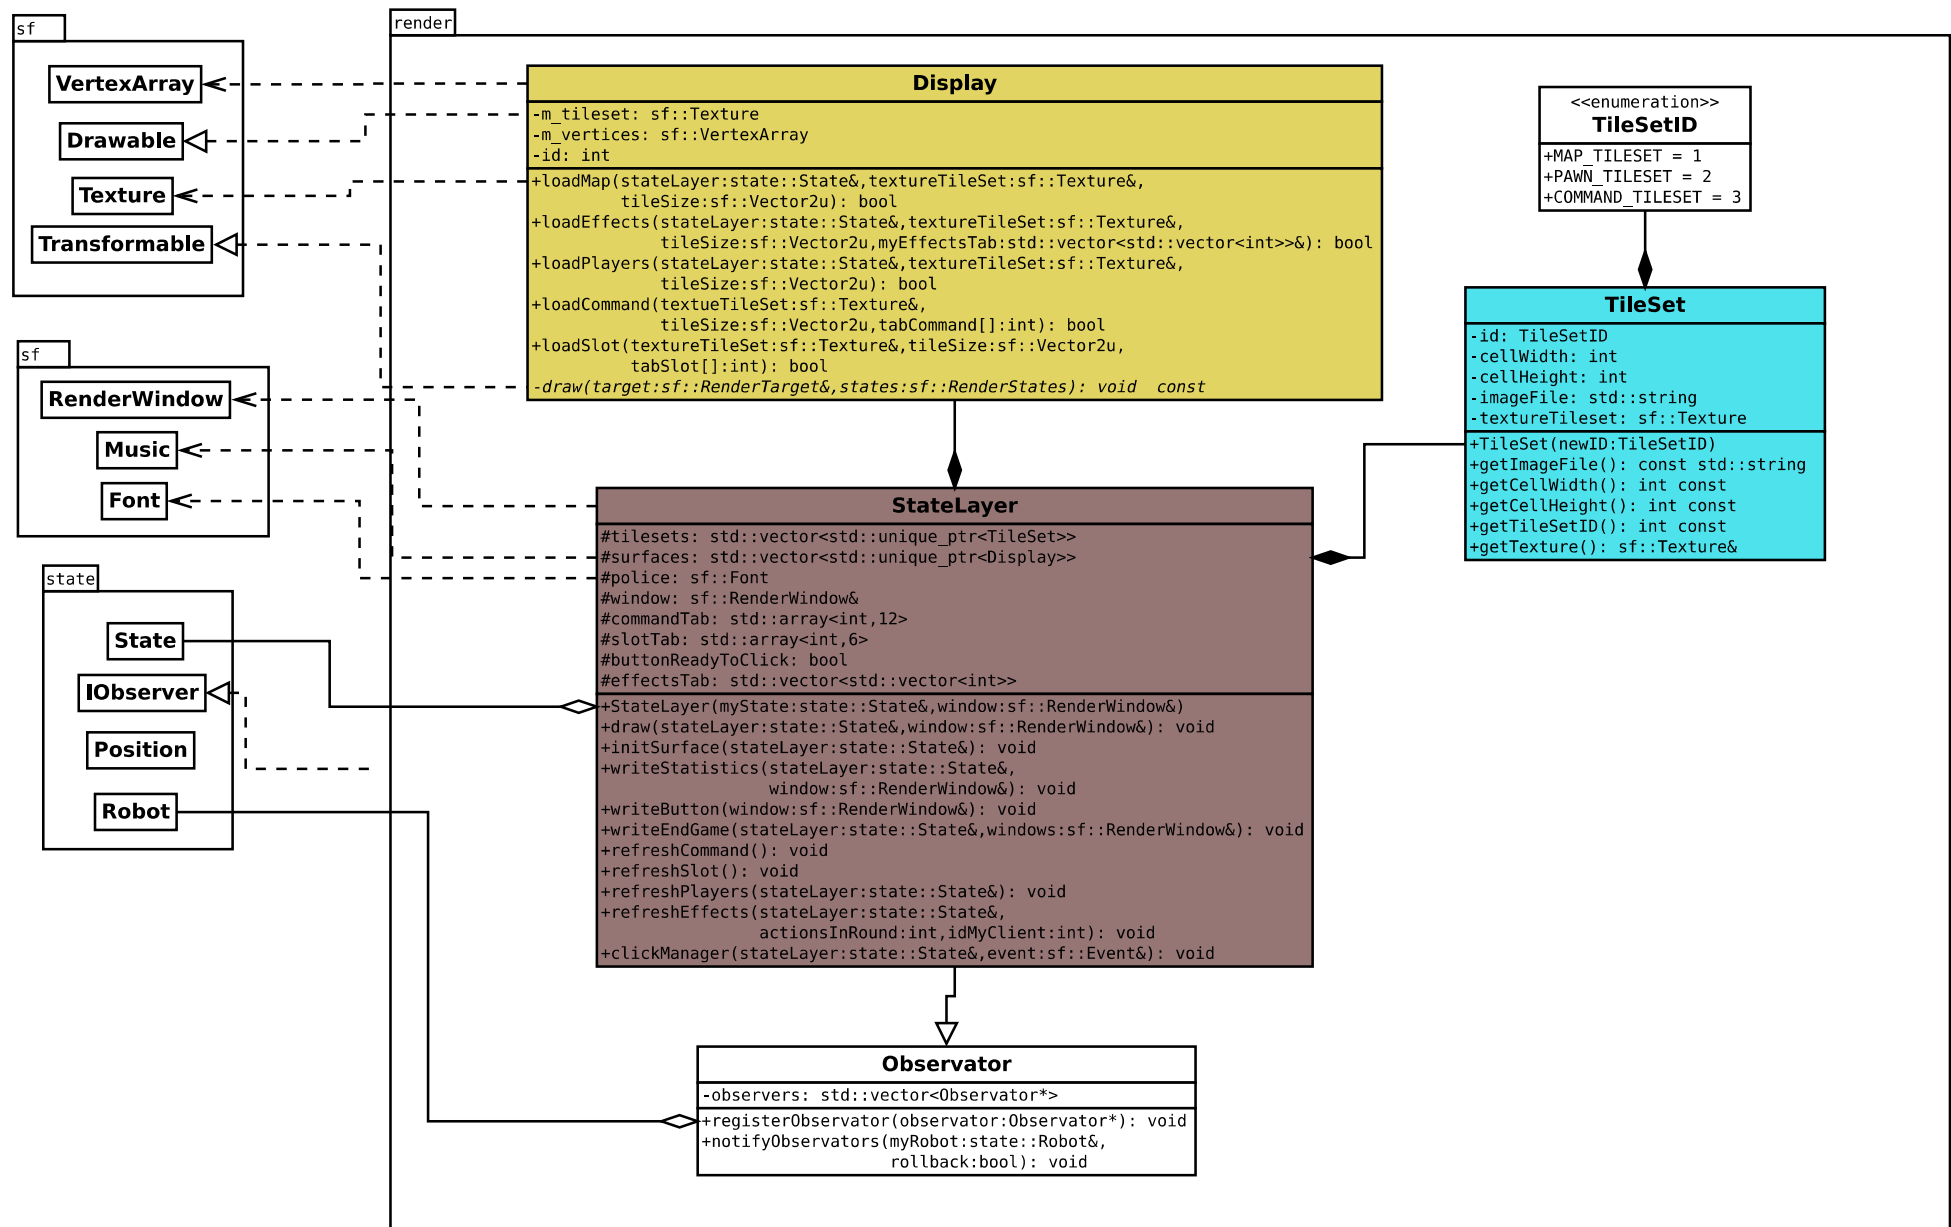 sf
VertexArray
Drawable
Texture
Transformable
sf
RenderWindow
Music
Font
state
State
IObserver
Position
Robot
render
Display
-m_tileset: sf::Texture
-m_vertices: sf::VertexArray
-id: int
+loadMap(stateLayer:state::State&,textureTileSet:sf::Texture&,
tileSize:sf::Vector2u): bool
+loadEffects(stateLayer:state::State&,textureTileSet:sf::Texture&,
tileSize:sf::Vector2u,myEffectsTab:std::vector<std::vector<int>>&): bool
+loadPlayers(stateLayer:state::State&,textureTileSet:sf::Texture&,
tileSize:sf::Vector2u): bool
+loadCommand(textueTileSet:sf::Texture&,
tileSize:sf::Vector2u,tabCommand[]:int): bool
+loadSlot(textureTileSet:sf::Texture&,tileSize:sf::Vector2u,
tabSlot[]:int): bool
-draw(target:sf::RenderTarget&,states:sf::RenderStates): void  const
<<enumeration>>
TileSetID
+MAP_TILESET = 1
+PAWN_TILESET = 2
+COMMAND_TILESET = 3
TileSet
-id: TileSetID
-cellWidth: int
-cellHeight: int
-imageFile: std::string
-textureTileset: sf::Texture
+TileSet(newID:TileSetID)
+getImageFile(): const std::string
+getCellWidth(): int const
+getCellHeight(): int const
+getTileSetID(): int const
+getTexture(): sf::Texture&
StateLayer
#tilesets: std::vector<std::unique_ptr<TileSet>>
#surfaces: std::vector<std::unique_ptr<Display>>
#police: sf::Font
#window: sf::RenderWindow&
#commandTab: std::array<int,12>
#slotTab: std::array<int,6>
#buttonReadyToClick: bool
#effectsTab: std::vector<std::vector<int>>
+StateLayer(myState:state::State&,window:sf::RenderWindow&)
+draw(stateLayer:state::State&,window:sf::RenderWindow&): void
+initSurface(stateLayer:state::State&): void
+writeStatistics(stateLayer:state::State&,
window:sf::RenderWindow&): void
+writeButton(window:sf::RenderWindow&): void
+writeEndGame(stateLayer:state::State&,windows:sf::RenderWindow&): void
+refreshCommand(): void
+refreshSlot(): void
+refreshPlayers(stateLayer:state::State&): void
+refreshEffects(stateLayer:state::State&,
actionsInRound:int,idMyClient:int): void
+clickManager(stateLayer:state::State&,event:sf::Event&): void
Observator
-observers: std::vector<Observator*>
+registerObservator(observator:Observator*): void
+notifyObservators(myRobot:state::Robot&,
rollback:bool): void